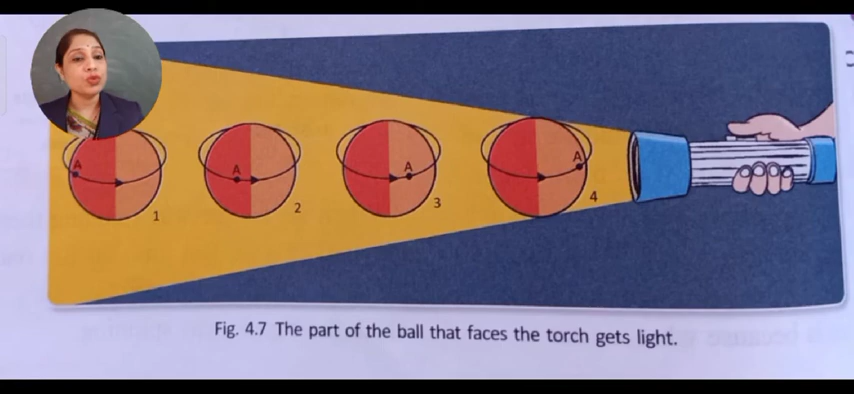 A
1
A
2
A
3
A
4
Fig. 4.7 The part of the ball that faces the torch gets light.